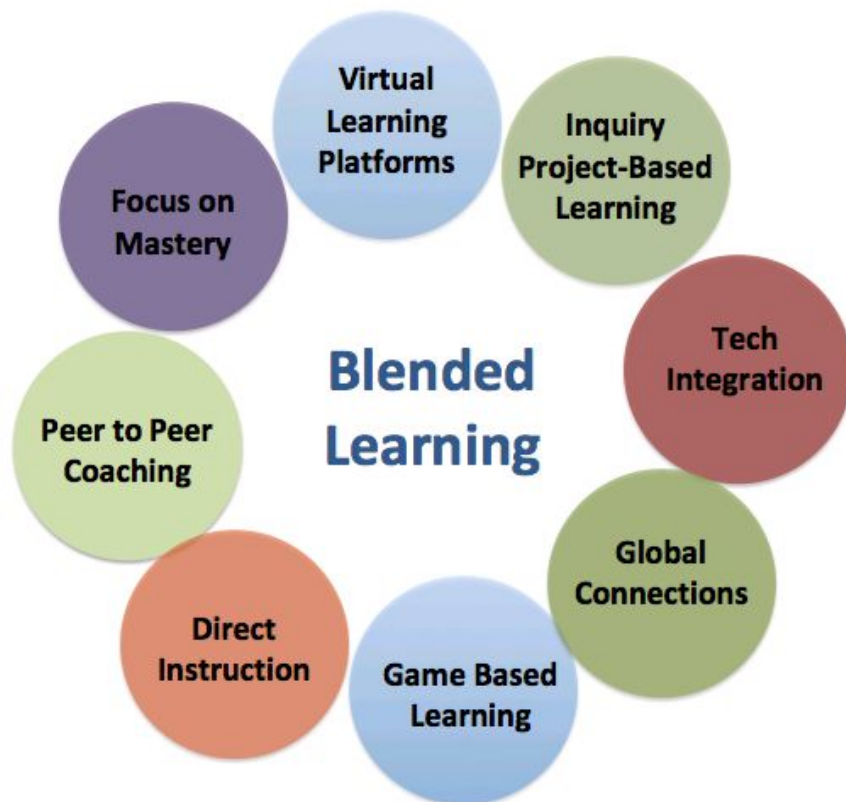 Virtual
Learning
Platforms
Inquiry
Project-Based
Learning
Tech
Integration
Global
Connections
Game Based
Learning
Direct
Instruction
Peer to Peer
Coaching
Focus on
Mastery
Blended
Learning